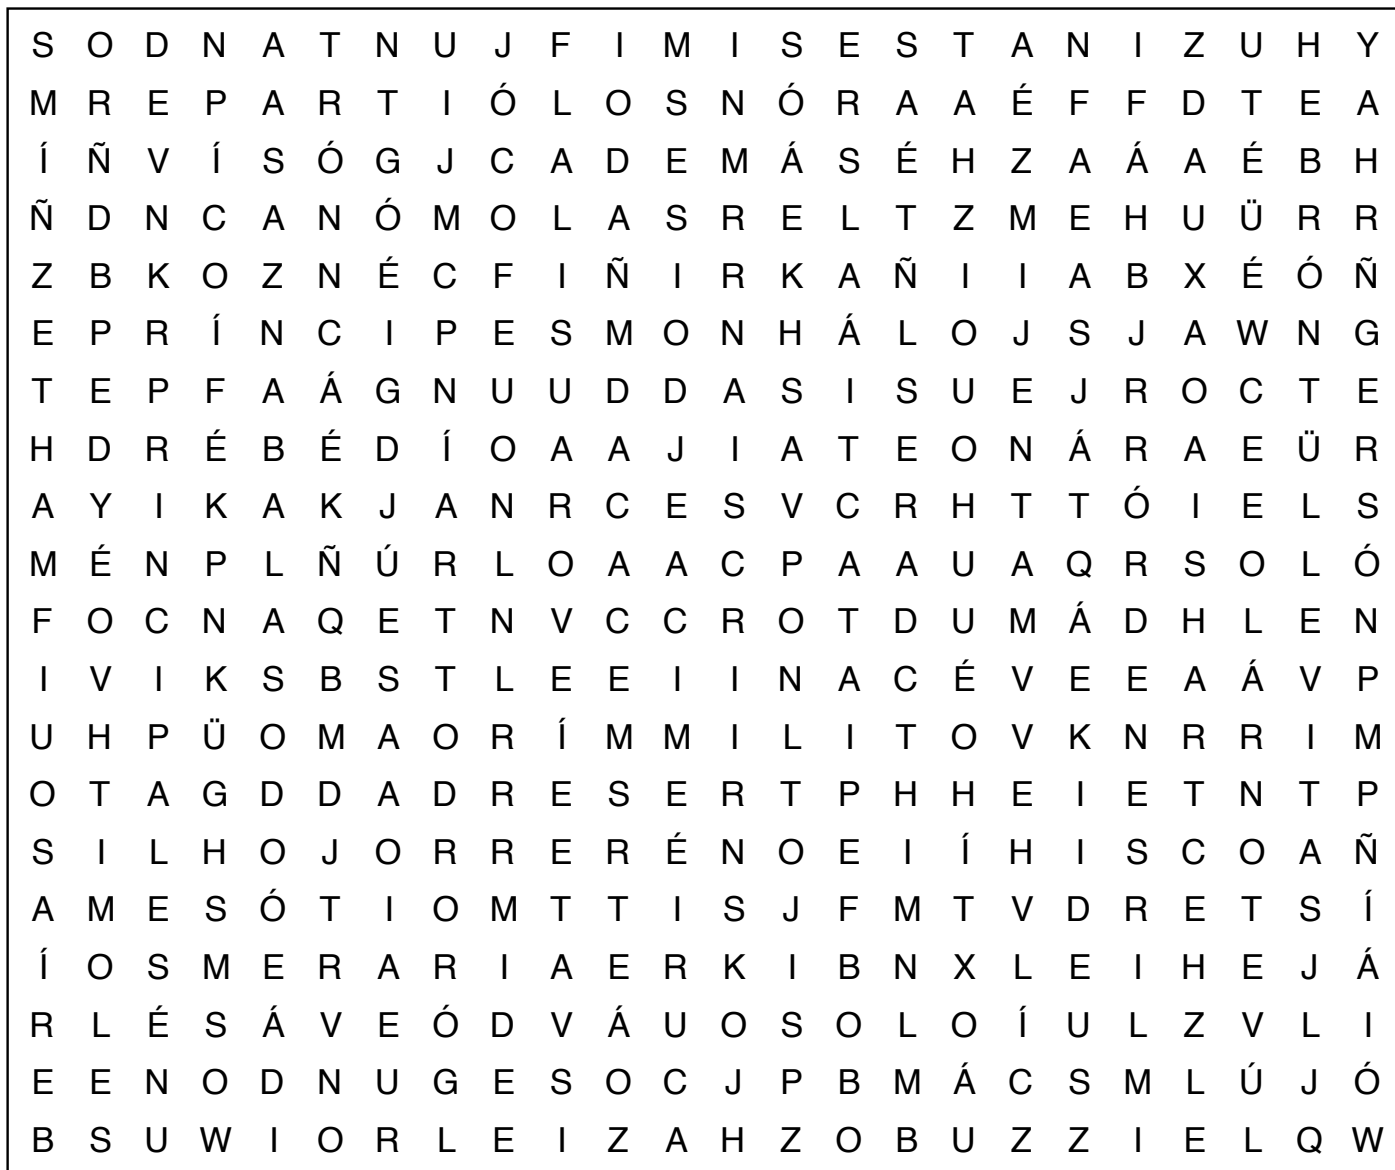 S O D N A T N U J F I M I S E S T A N I Z U H Y
M R E P A R T I Ó L O S N Ó R A A É F F D T E A
Í Ñ V Í S Ó G J C A D E M Á S É H Z A Á A É B H
Ñ D N C A N Ó M O L A S R E L T Z M E H U Ü R R
Z B K O Z N É C F I Ñ I R K A Ñ I I A B X É Ó Ñ
E P R Í N C I P E S M O N H Á L O J S J A W N G
T E P F A Á G N U U D D A S I S U E J R O C T E
H D R É B É D Í O A A J I A T E O N Á R A E Ü R
A Y I K A K J A N R C E S V C R H T T Ó I E L S
M É N P L Ñ Ú R L O A A C P A A U A Q R S O L Ó
F O C N A Q E T N V C C R O T D U M Á D H L E N
I V I K S B S T L E E I I N A C É V E E A Á V P
U H P Ü O M A O R Í M M I L I T O V K N R R I M
O T A G D D A D R E S E R T P H H E I E T N T P
S I L H O J O R R E R É N O E I Í H I S C O A Ñ
A M E S Ó T I O M T T I S J F M T V D R E T S Í
Í O S M E R A R I A E R K I B N X L E I H E J Á
R L É S Á V E Ó D V Á U O S O L O Í U L Z V L I
E E N O D N U G E S O C J P B M Á C S M L Ú J Ó
B S U W I O R L E I Z A H Z O B U Z Z I E L Q W